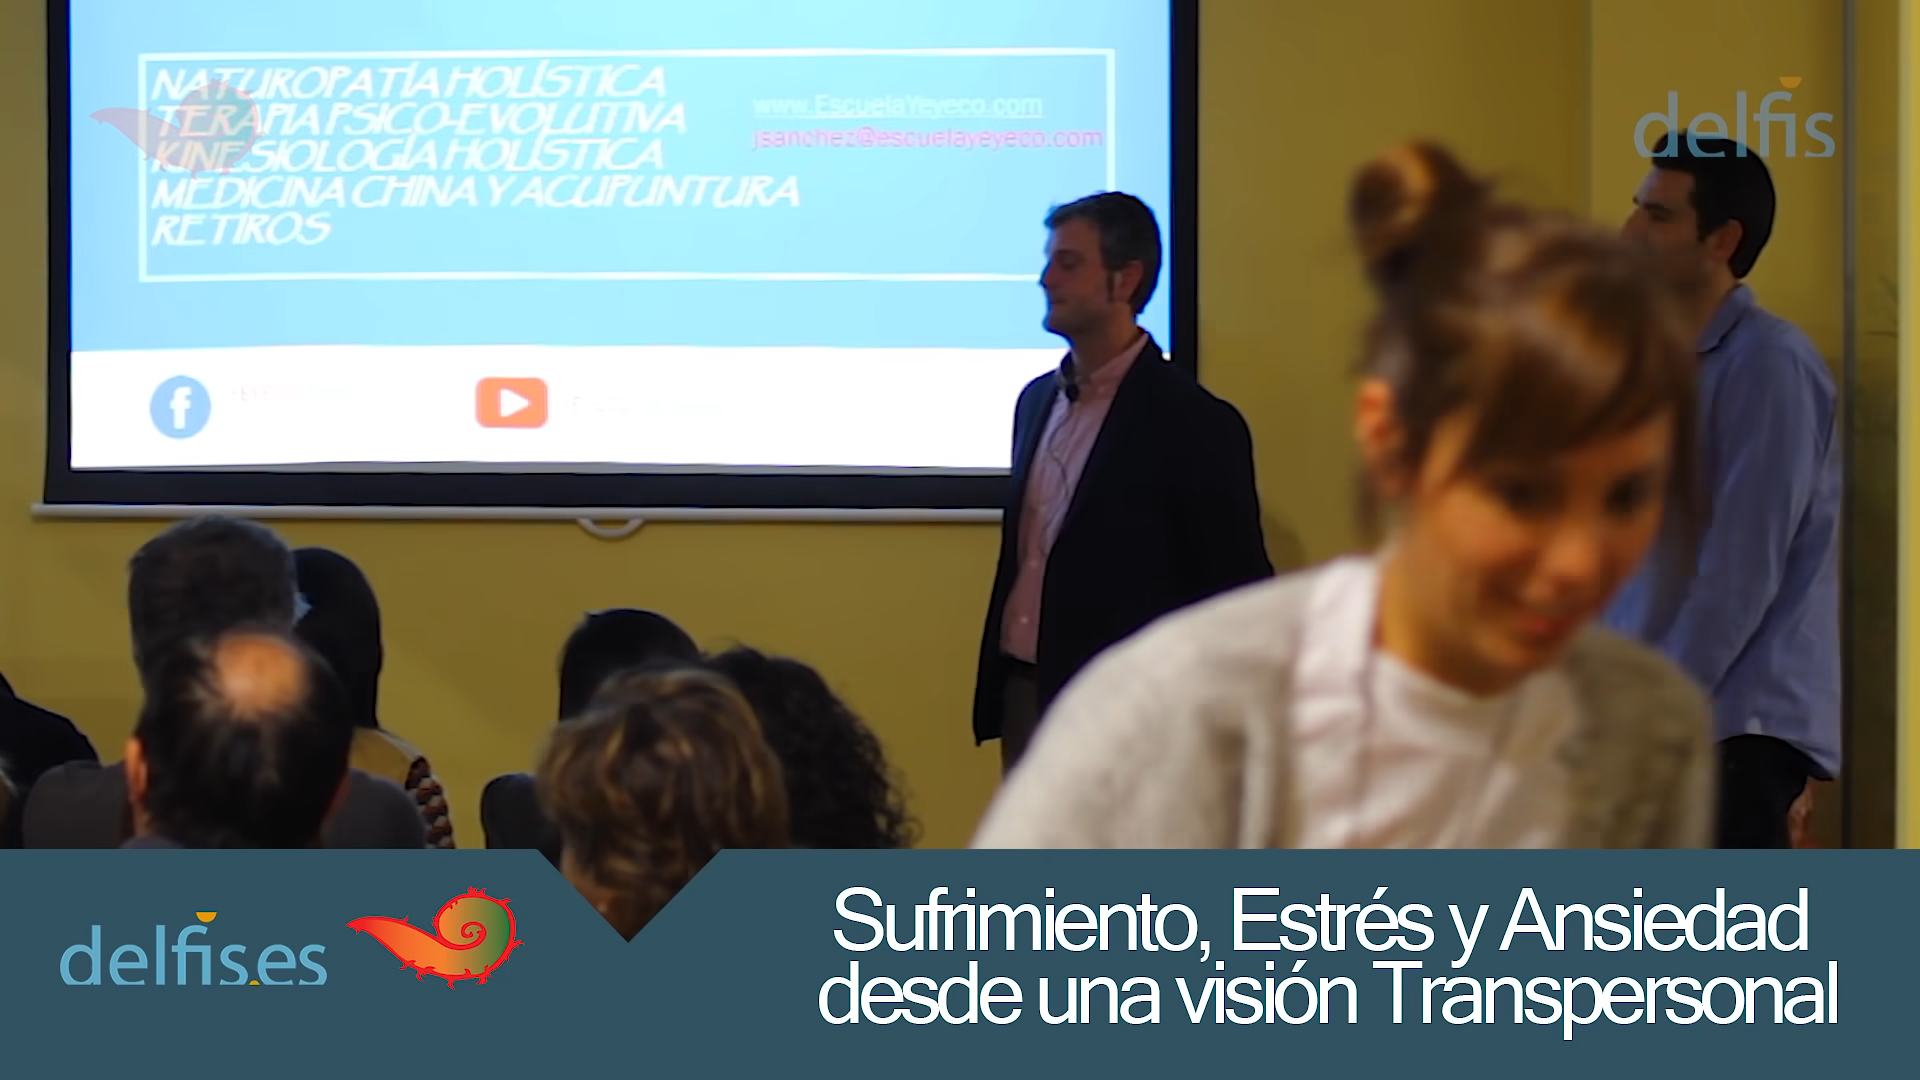 NATUROPATÍA HOLÍSTICA
TERAPIA PSICO-EVOLUTIVA
KINESIOLOGÍA HOLÍSTICA
MEDICINA CHINA Y ACUPUNTURA
RETIROS
www.EscuelaYeyeco.com
jsanchez@escuelayeyeco.com
delfis
delfis.es
Sufrimiento, Estrés y Ansiedad
desde una visión Transpersonal